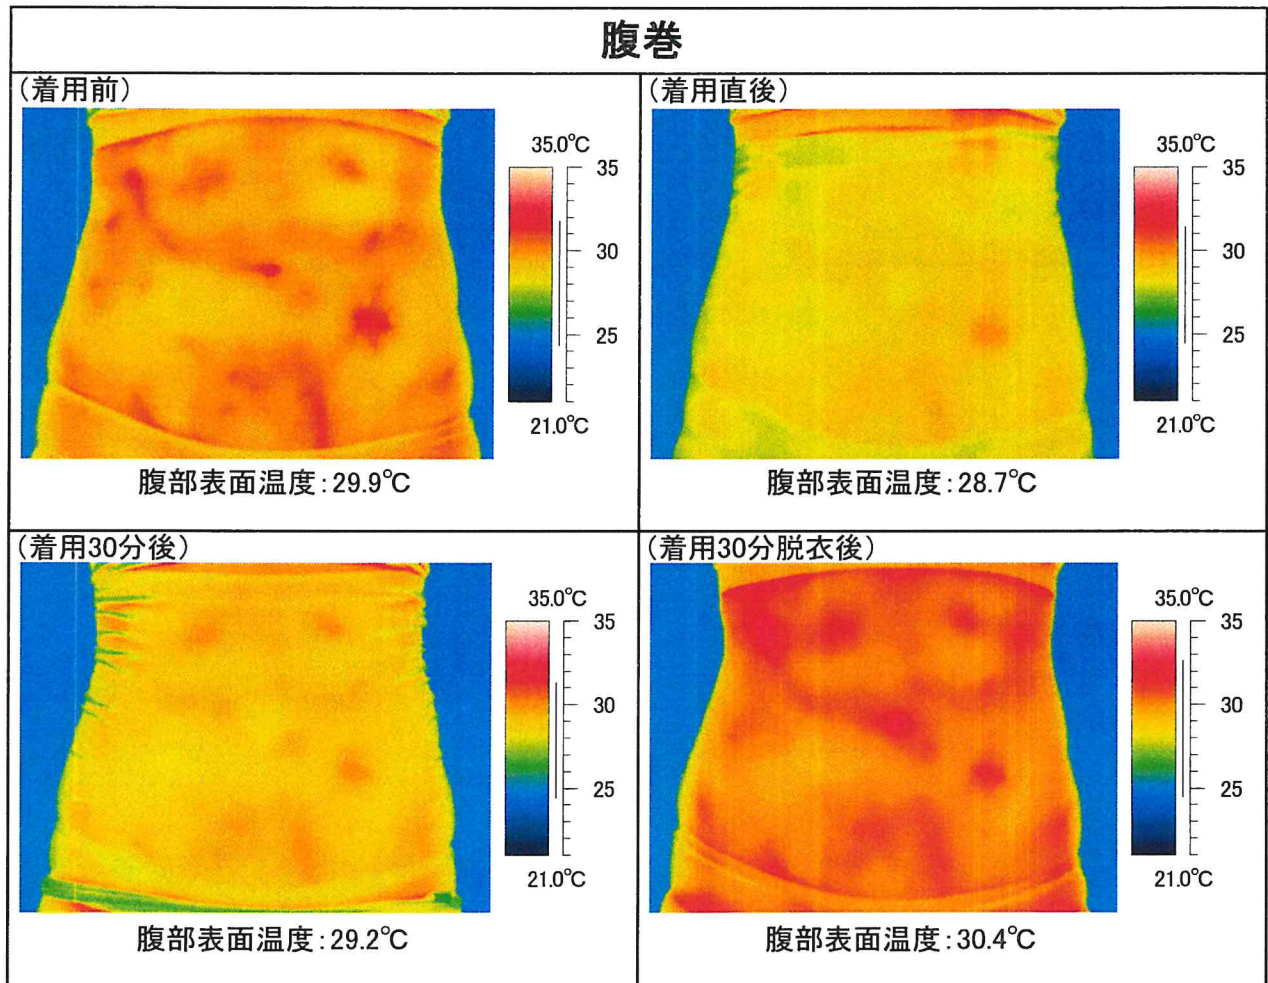 腹巻
(着用前)
35.0℃
35
30
25
21.0℃
腹部表面温度:29.9℃
(着用直後)
35.0℃
35
30
25
21.0℃
腹部表面温度:28.7℃
(着用30分後)
35.0℃
35
30
25
21.0℃
腹部表面温度:29.2℃
(着用30分脱衣後)
35.0℃
35
30
25
21.0℃
腹部表面温度:30.4℃